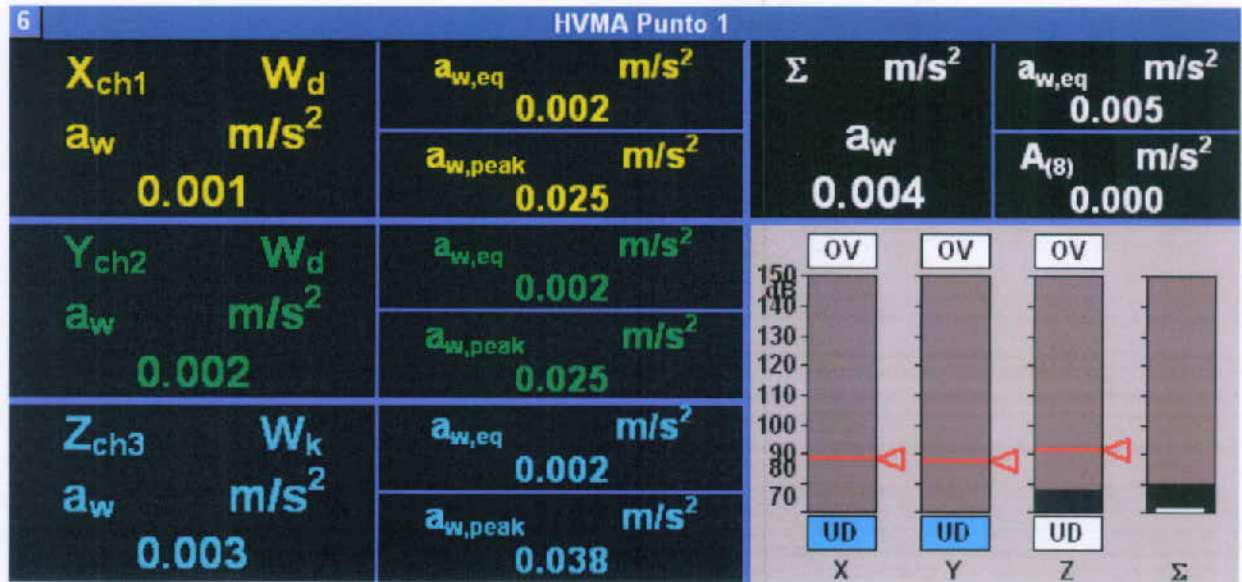 6 HVMA Punto 1
Xch1 Wd
aw m/s²
0.001
aw,eq m/s²
0.002
aw,peak m/s²
0.025
Σ m/s²
aw
0.004
aw,eq m/s²
0.005
A(8) m/s²
0.000
Ych2 Wd
aw m/s²
0.002
aw,eq m/s²
0.002
aw,peak m/s²
0.025
Zch3 Wk
aw m/s²
0.003
aw,eq m/s²
0.002
aw,peak m/s²
0.038
OV OV OV
150
dB
140
130
120
110
100
90
80
70
UD UD UD
X Y Z Σ